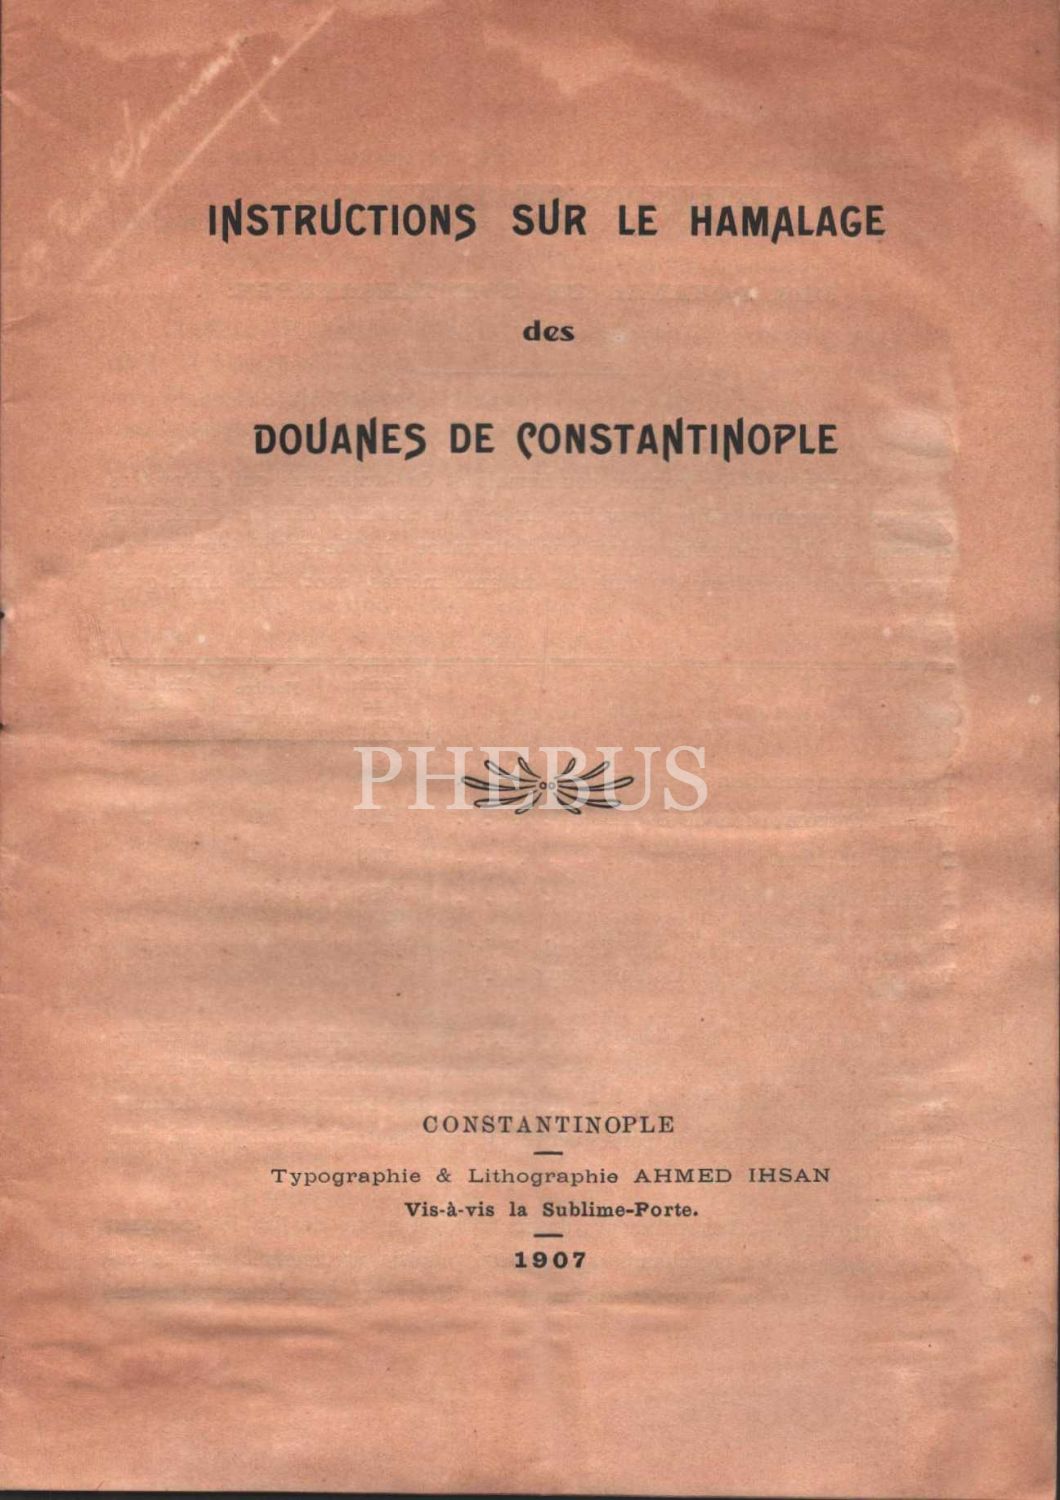 INSTRUCTIONS SUR LE HAMALAGE
des
DOUANES DE CONSTANTINOPLE
PHEBUS
CONSTANTINOPLE
Typographie & Lithographie AHMED IHSAN
Vis-à-vis la Sublime-Porte.
1907